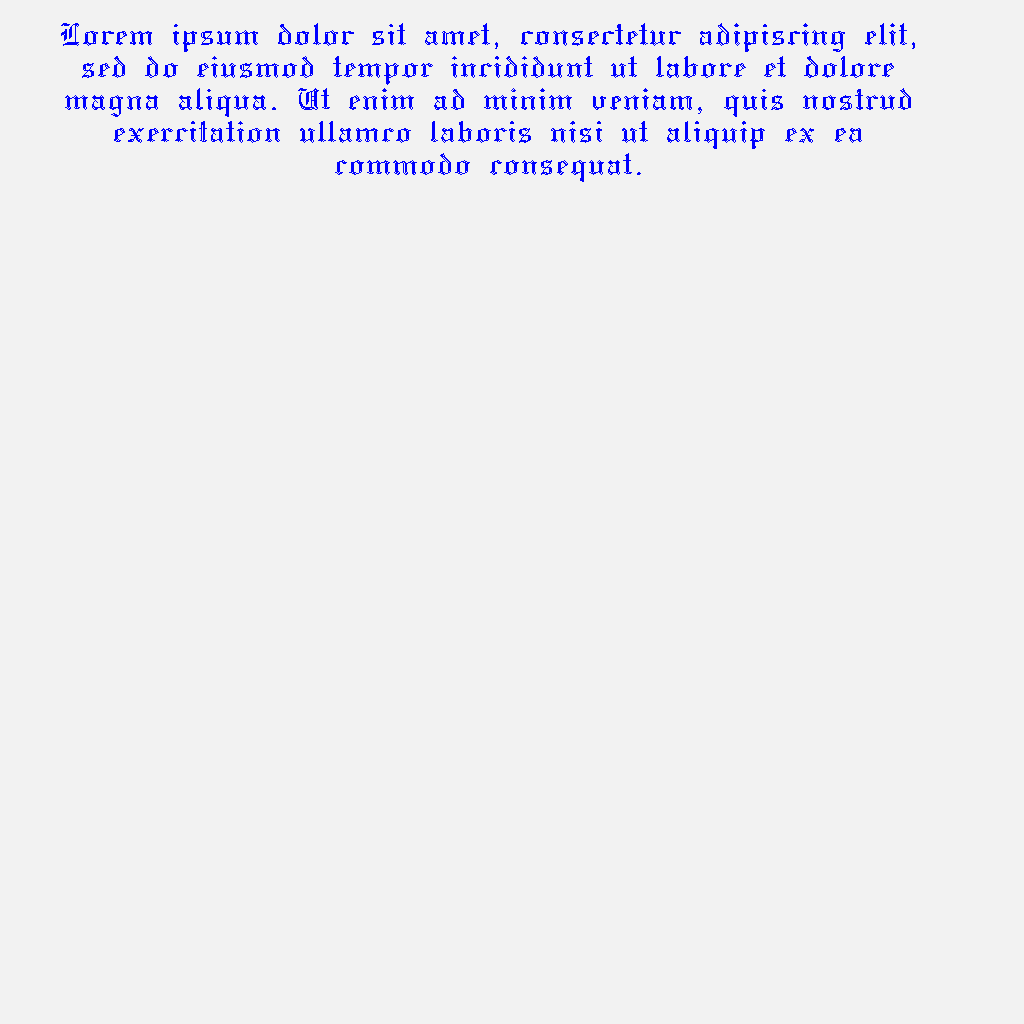 Lorem ipsum dolor sit amet, consectetur adipiscing elit,
sed do eiusmod tempor incididunt ut labore et dolore
magna aliqua. Ut enim ad minim veniam, quis nostrud
exercitation ullamco laboris nisi ut aliquip ex ea
commodo consequat.